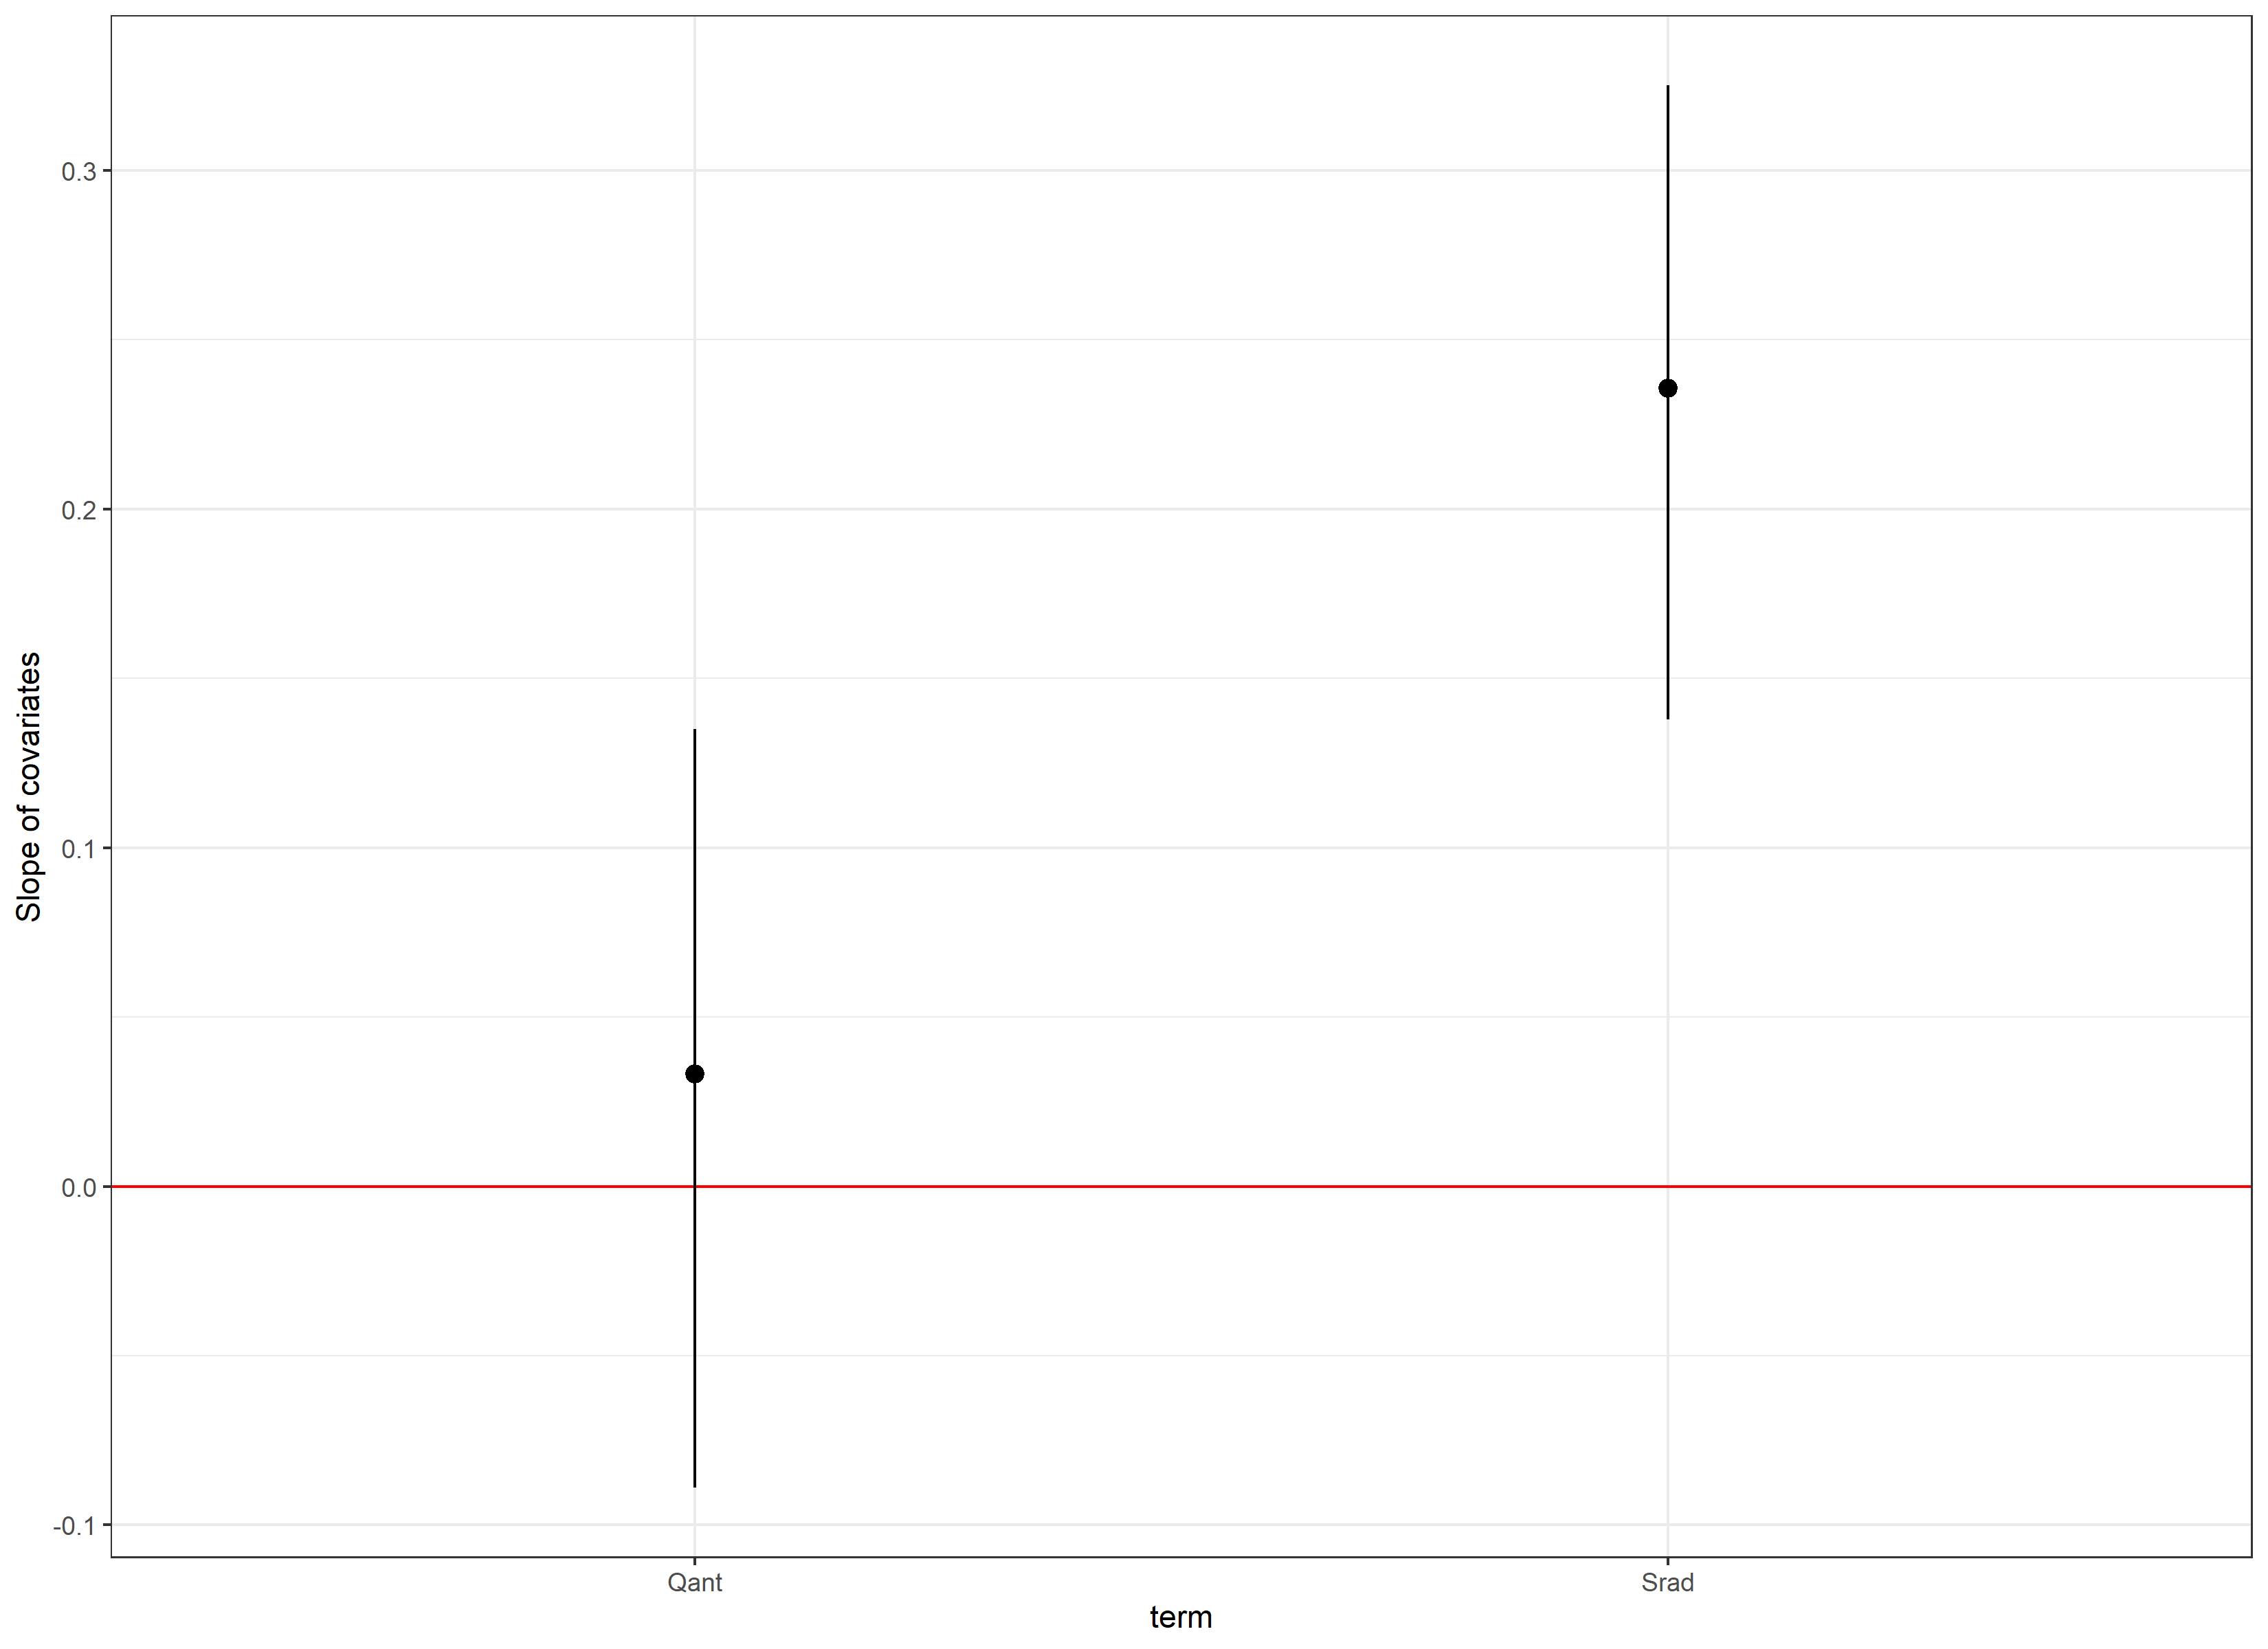 Slope of covariates
0.3
0.2
0.1
0.0
-0.1
Qant
Srad
term